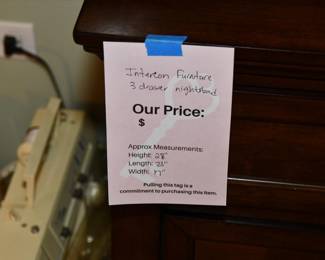 Intercon Furniture
3 drawer nightstand
Our Price:
$
Approx Measurements:
Height: 28"
Length: 28"
Width: 17"
Pulling this tag is a
commitment to purchasing this item.